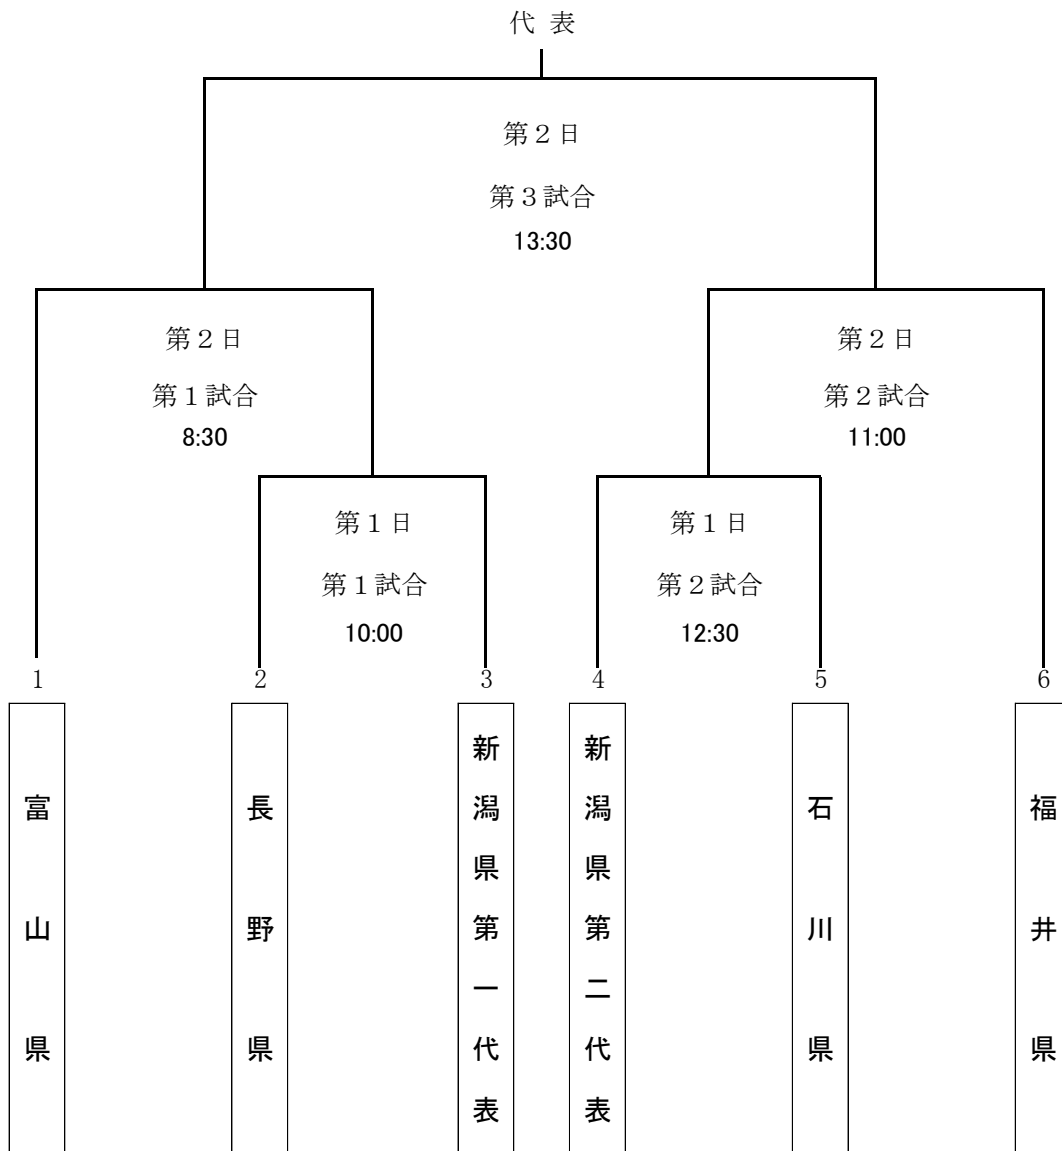 代 表
第２日
第３試合
13:30
第２日
第１試合
8:30
第２日
第２試合
11:00
第１日
第１試合
10:00
第１日
第２試合
12:30
1
2
3
4
5
6
富山県
長野県
新潟県第一代表
新潟県第二代表
石川県
福井県